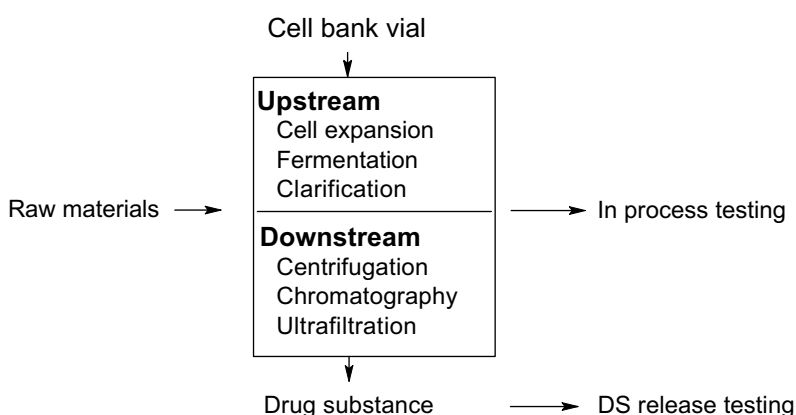 Cell bank vial
Upstream
Cell expansion
Fermentation
Clarification
Raw materials
In process testing
Downstream
Centrifugation
Chromatography
Ultrafiltration
Drug substance
DS release testing